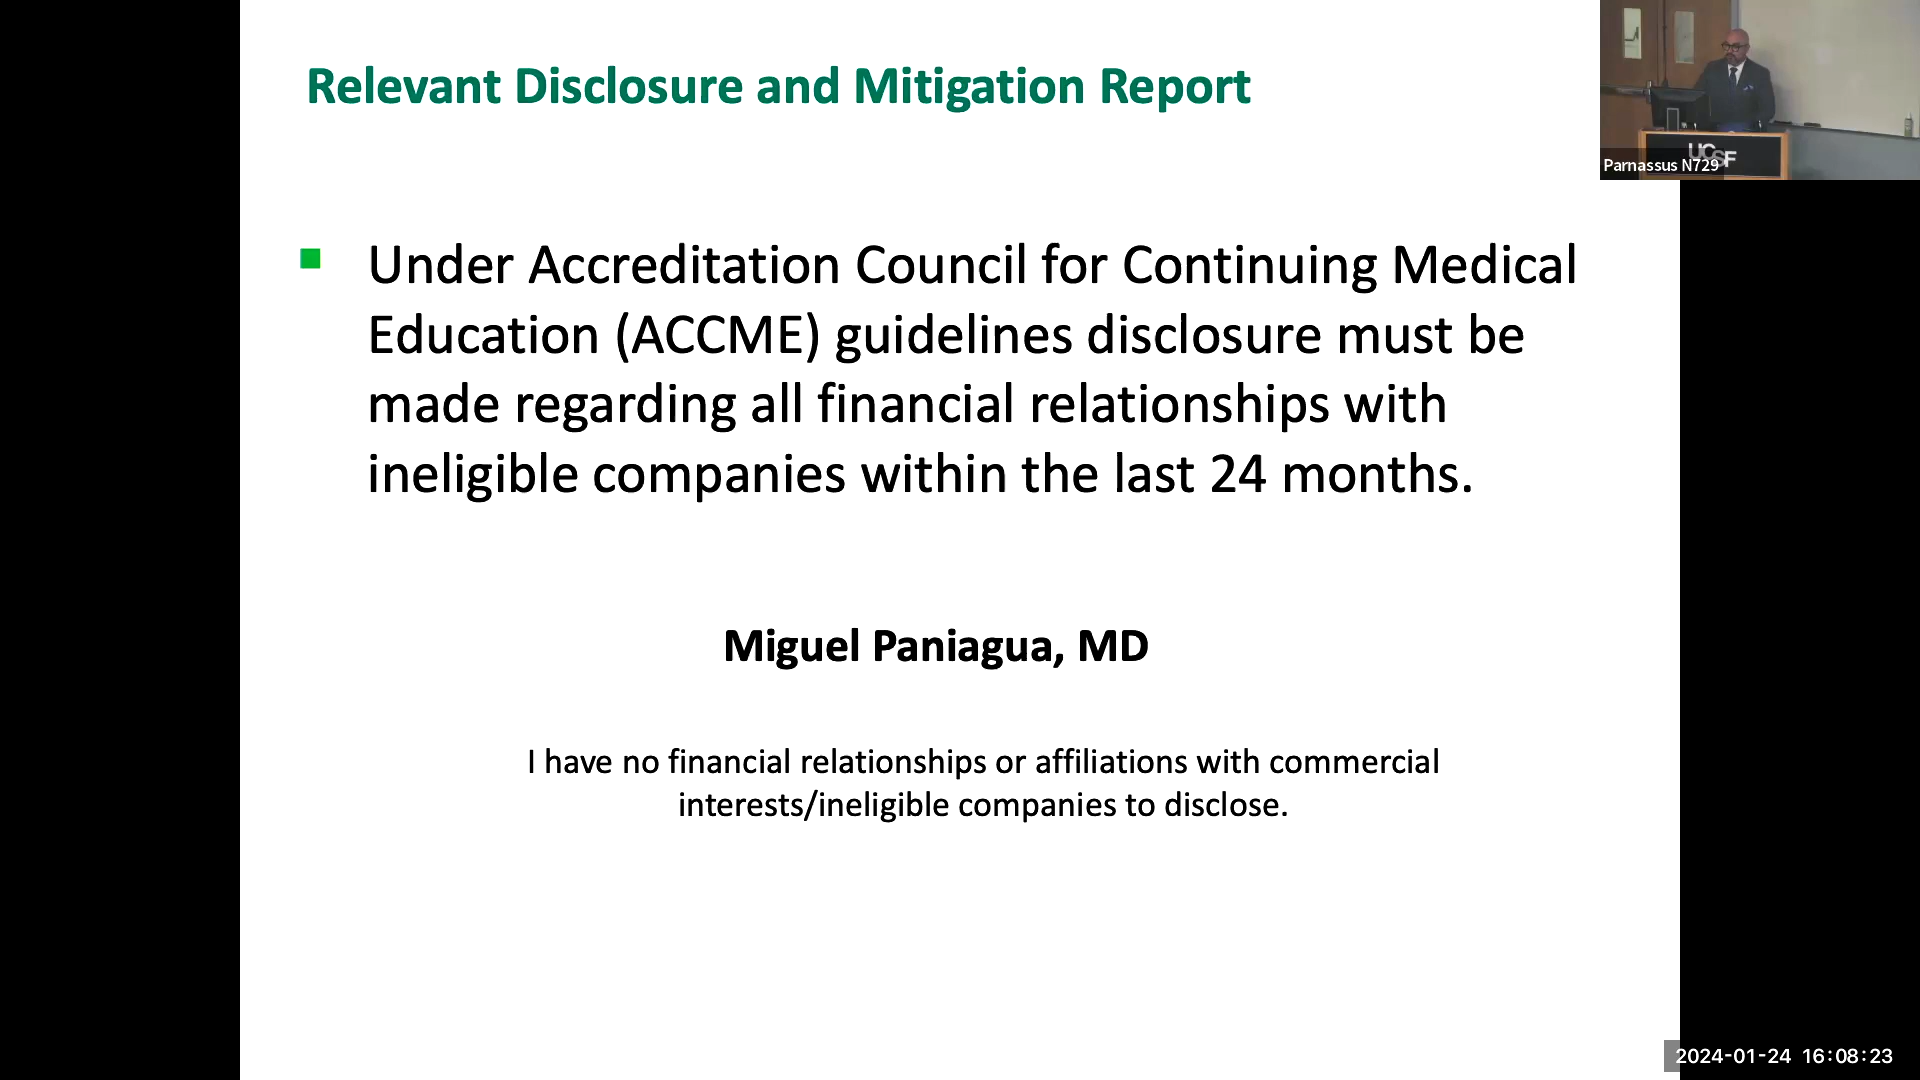 Relevant Disclosure and Mitigation Report
Under Accreditation Council for Continuing Medical
Education (ACCME) guidelines disclosure must be
made regarding all financial relationships with
ineligible companies within the last 24 months.
Miguel Paniagua, MD
I have no financial relationships or affiliations with commercial
interests/ineligible companies to disclose.
UCSF
Parnassus N729
2024-01-24 16:08:23